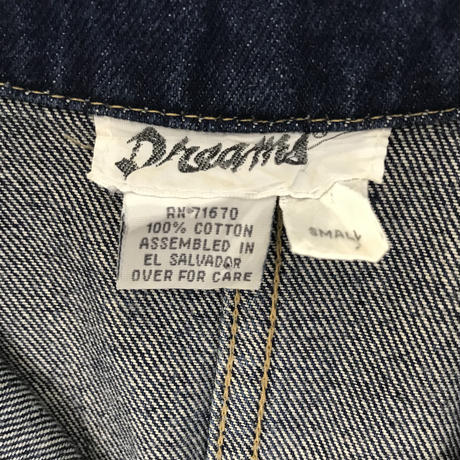 Dreams
RN 71670
100% COTTON
ASSEMBLED IN
EL SALVADOR
OVER FOR CARE
SMALL